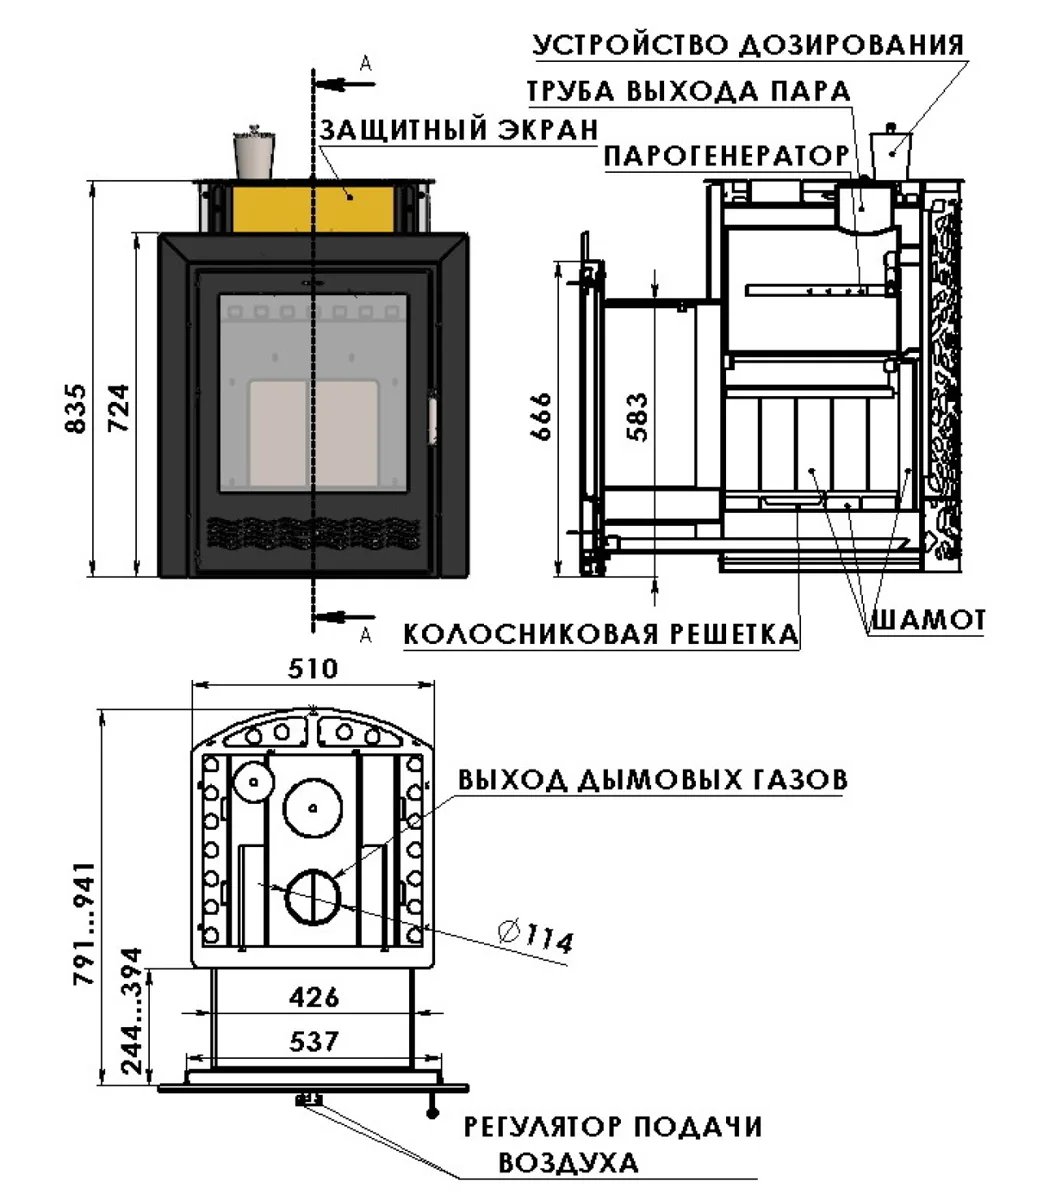 УСТРОЙСТВО ДОЗИРОВАНИЯ
A
ТРУБА ВЫХОДА ПАРА
ЗАЩИТНЫЙ ЭКРАН
ПАРОГЕНЕРАТОР
835
724
666
583
A
КОЛОСНИКОВАЯ РЕШЕТКА
ШАМОТ
510
ВЫХОД ДЫМОВЫХ ГАЗОВ
791...941
Ø114
244...394
426
537
РЕГУЛЯТОР ПОДАЧИ
ВОЗДУХА